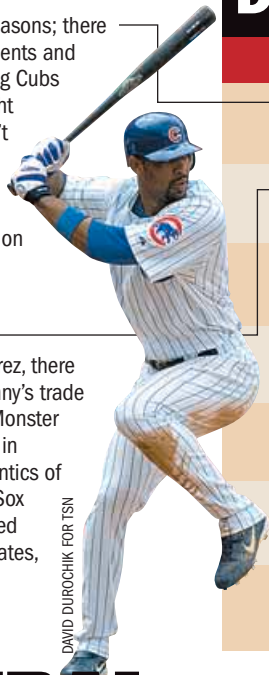 asons; there
ents and
g Cubs
nt
't
on
rez, there
any's trade
Monster
in
ntics of
Sox
ed
ates,
DAVID DUROCHIK FOR TSN
C